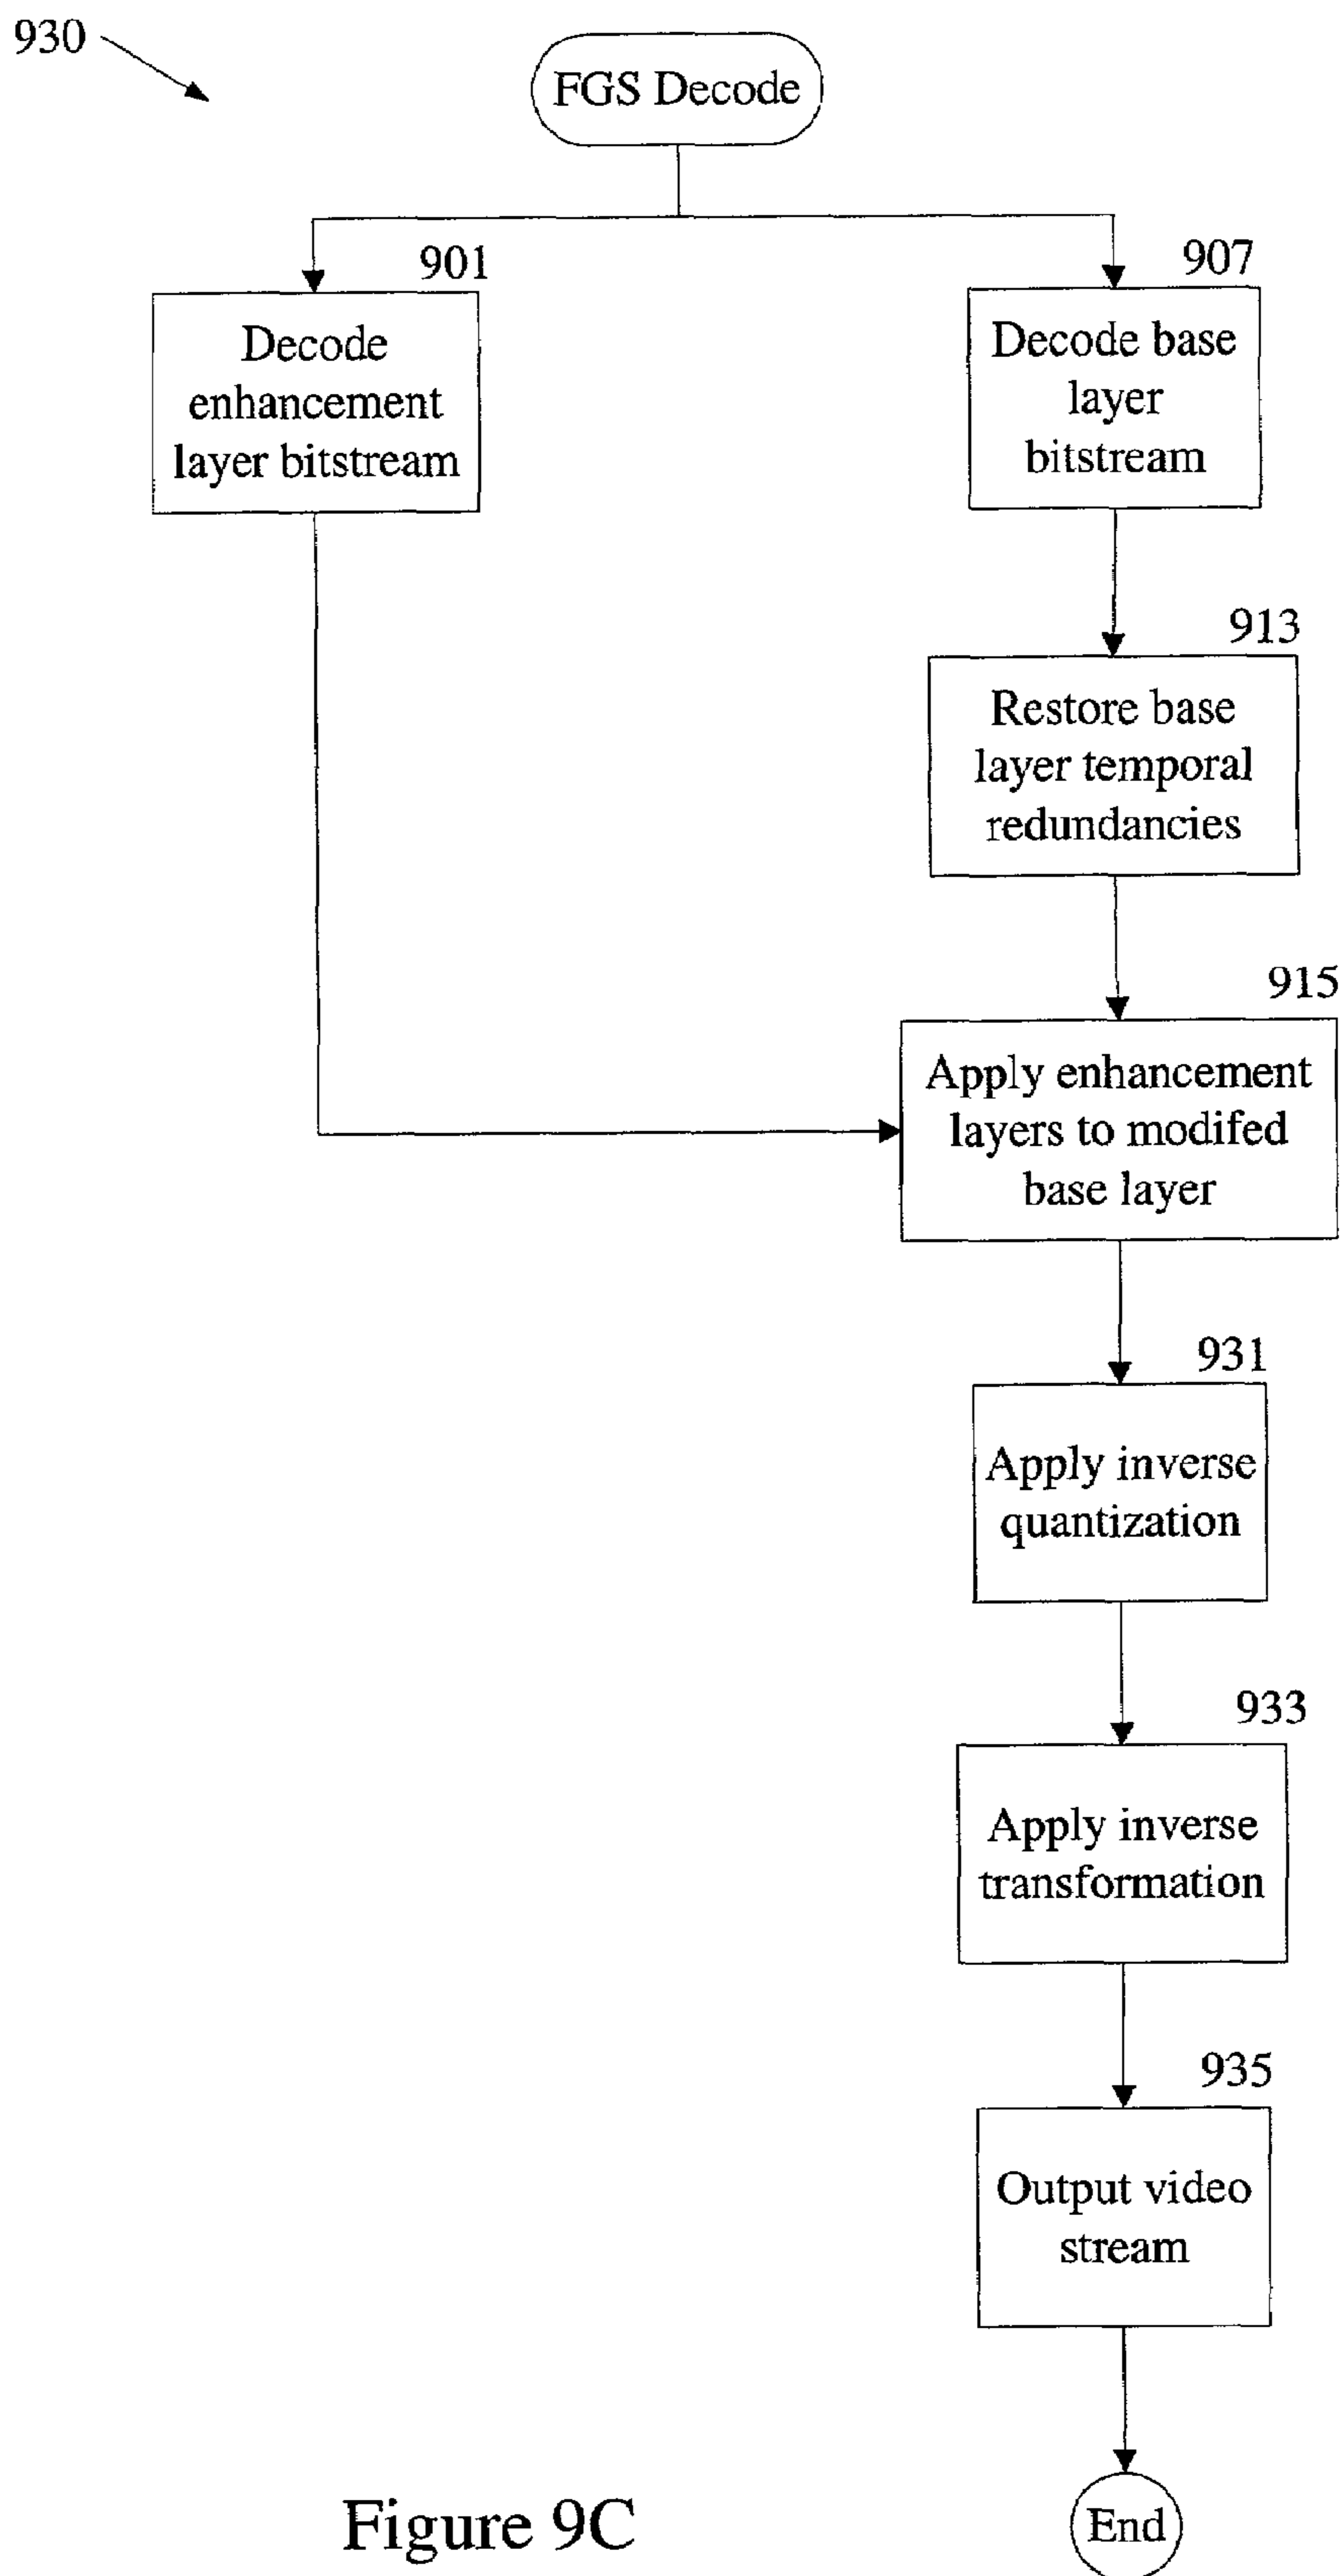 930
FGS Decode
901
Decode
enhancement
layer bitstream
907
Decode base
layer
bitstream
913
Restore base
layer temporal
redundancies
915
Apply enhancement
layers to modifed
base layer
931
Apply inverse
quantization
933
Apply inverse
transformation
935
Output video
stream
End
Figure 9C